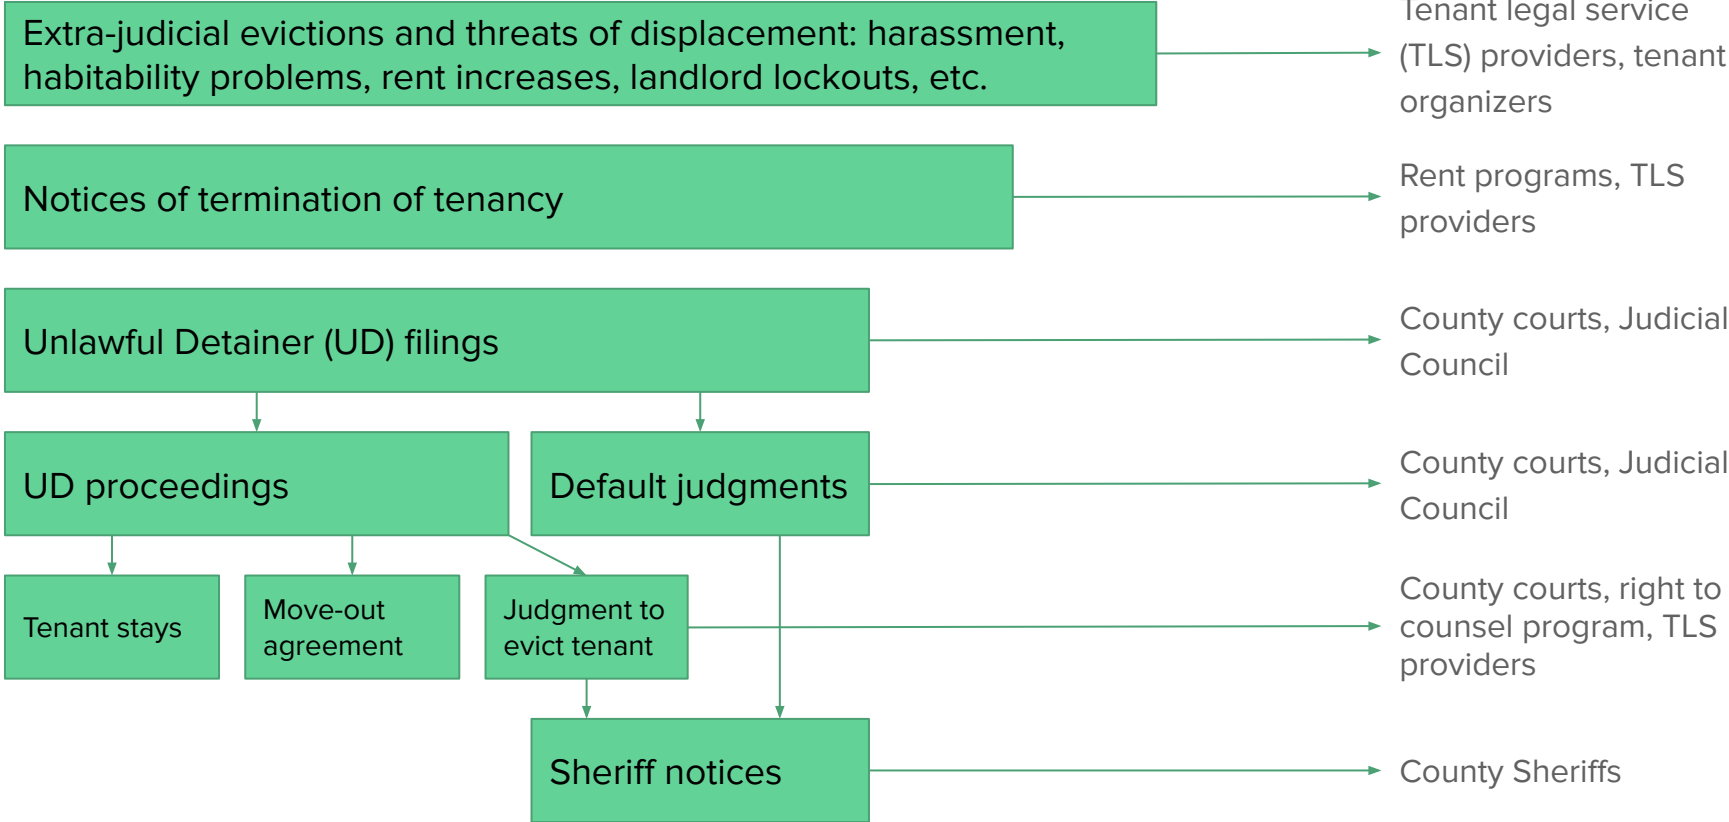 Extra-judicial evictions and threats of displacement: harassment,
habitability problems, rent increases, landlord lockouts, etc.
Tenant legal service
(TLS) providers, tenant
organizers
Notices of termination of tenancy
Rent programs, TLS
providers
Unlawful Detainer (UD) filings
County courts, Judicial
Council
UD proceedings
Default judgments
County courts, Judicial
Council
Tenant stays
Move-out
agreement
Judgment to
evict tenant
County courts, right to
counsel program, TLS
providers
Sheriff notices
County Sheriffs